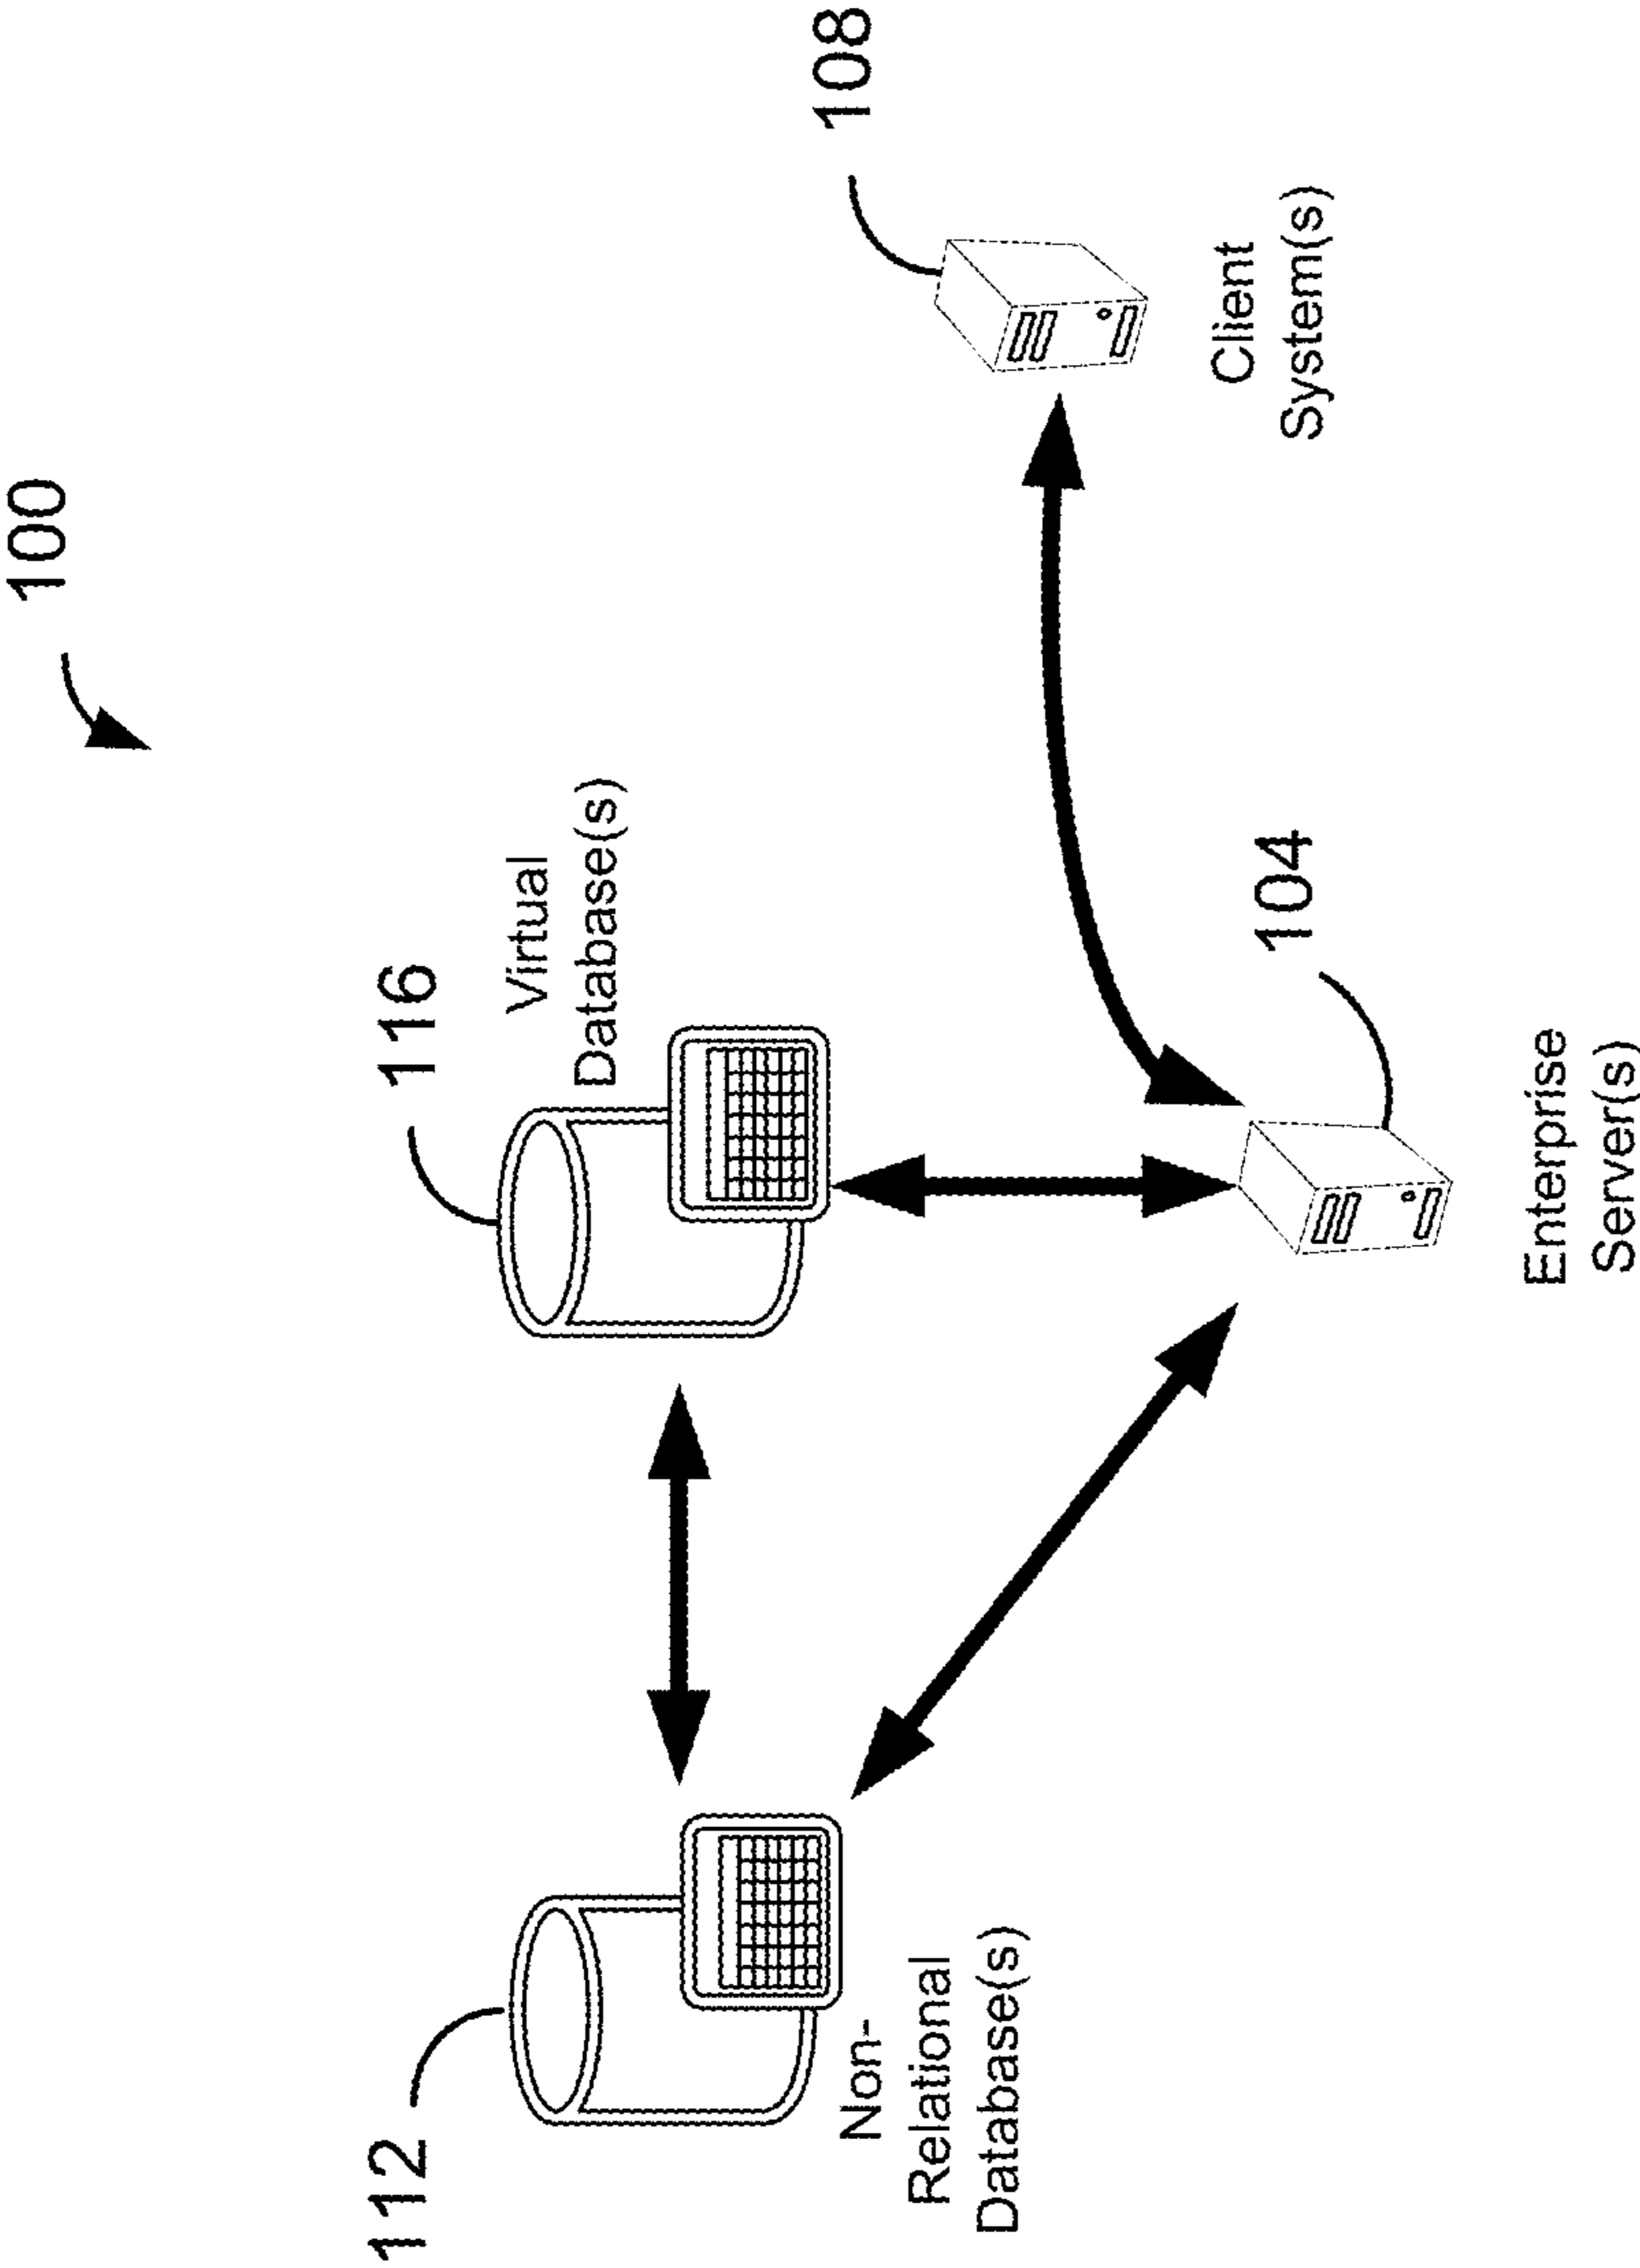 100
112
116
Virtual
Database(s)
Non-
Relational
Database(s)
108
Client
System(s)
104
Enterprise
Server(s)